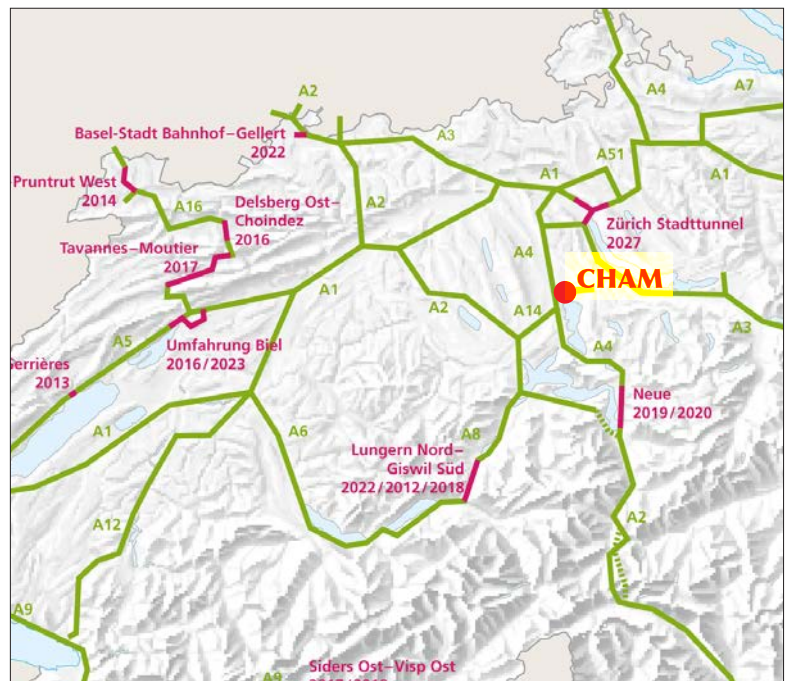 A2
A4
A7
Basel-Stadt Bahnhof–Gellert
2022
A3
A51
A1
A1
Pruntrut West
2014
A16
Delsberg Ost–
Choindez
2016
A2
Zürich Stadttunnel
2027
Tavannes–Moutier
2017
A4
CHAM
A1
A2
A14
A3
A5
Umfahrung Biel
2016/2023
A4
2013
Neue
2019/2020
A1
A6
A8
Lungern Nord–
Giswil Süd
2022/2012/2018
A12
A2
A9
Siders Ost–Visp Ost
A9